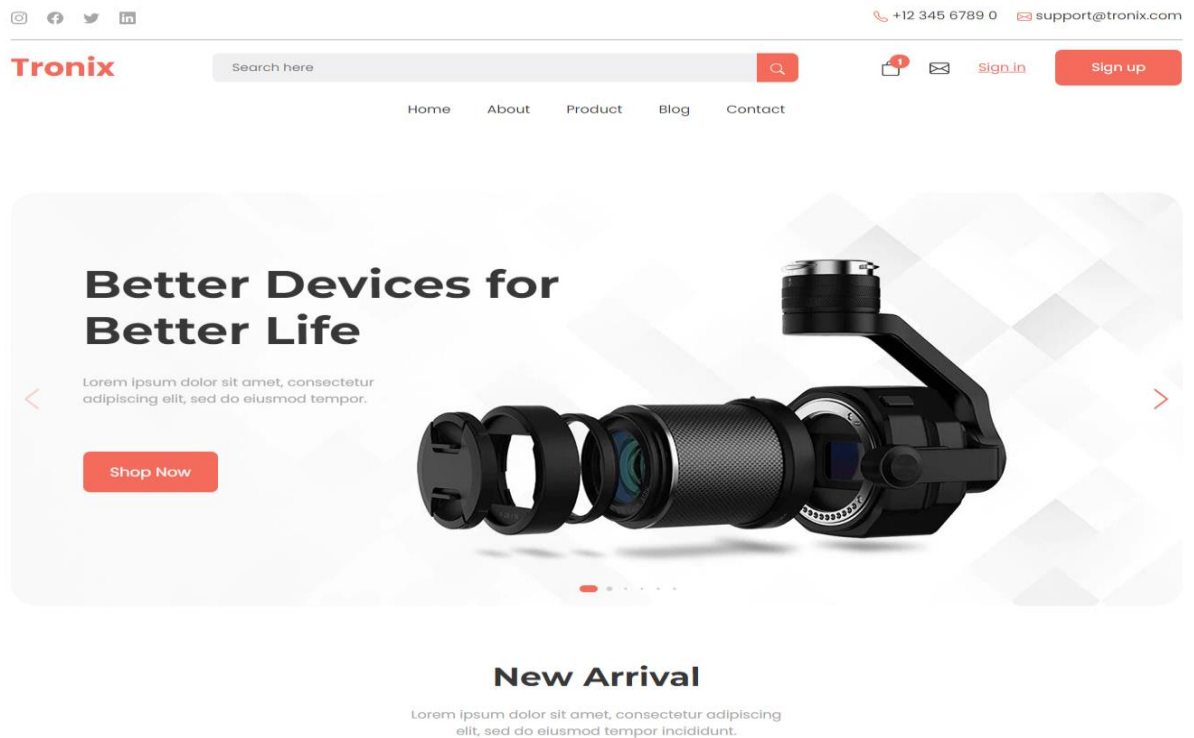 +12 345 6789 0 support@tronix.com
Tronix
Search here
1
Sign in
Sign up
Home About Product Blog Contact
Better Devices for
Better Life
Lorem ipsum dolor sit amet, consectetur
adipiscing elit, sed do eiusmod tempor.
Shop Now
New Arrival
Lorem ipsum dolor sit amet, consectetur adipiscing
elit, sed do eiusmod tempor incididunt.